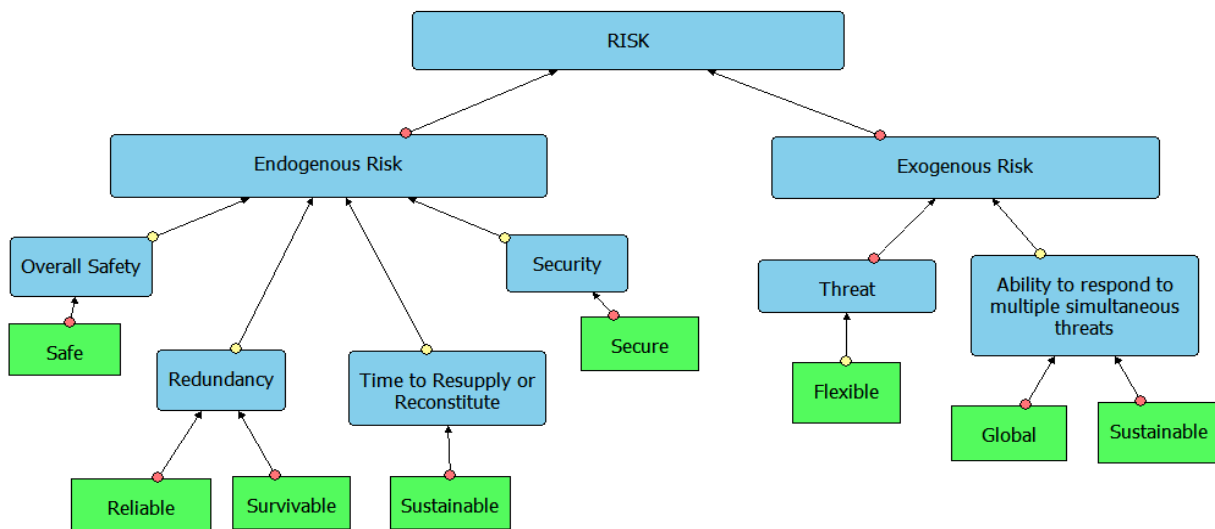 RISK
Endogenous Risk
Exogenous Risk
Overall Safety
Security
Threat
Ability to respond to
multiple simultaneous
threats
Safe
Secure
Redundancy
Time to Resupply or
Reconstitute
Flexible
Global
Sustainable
Reliable
Survivable
Sustainable